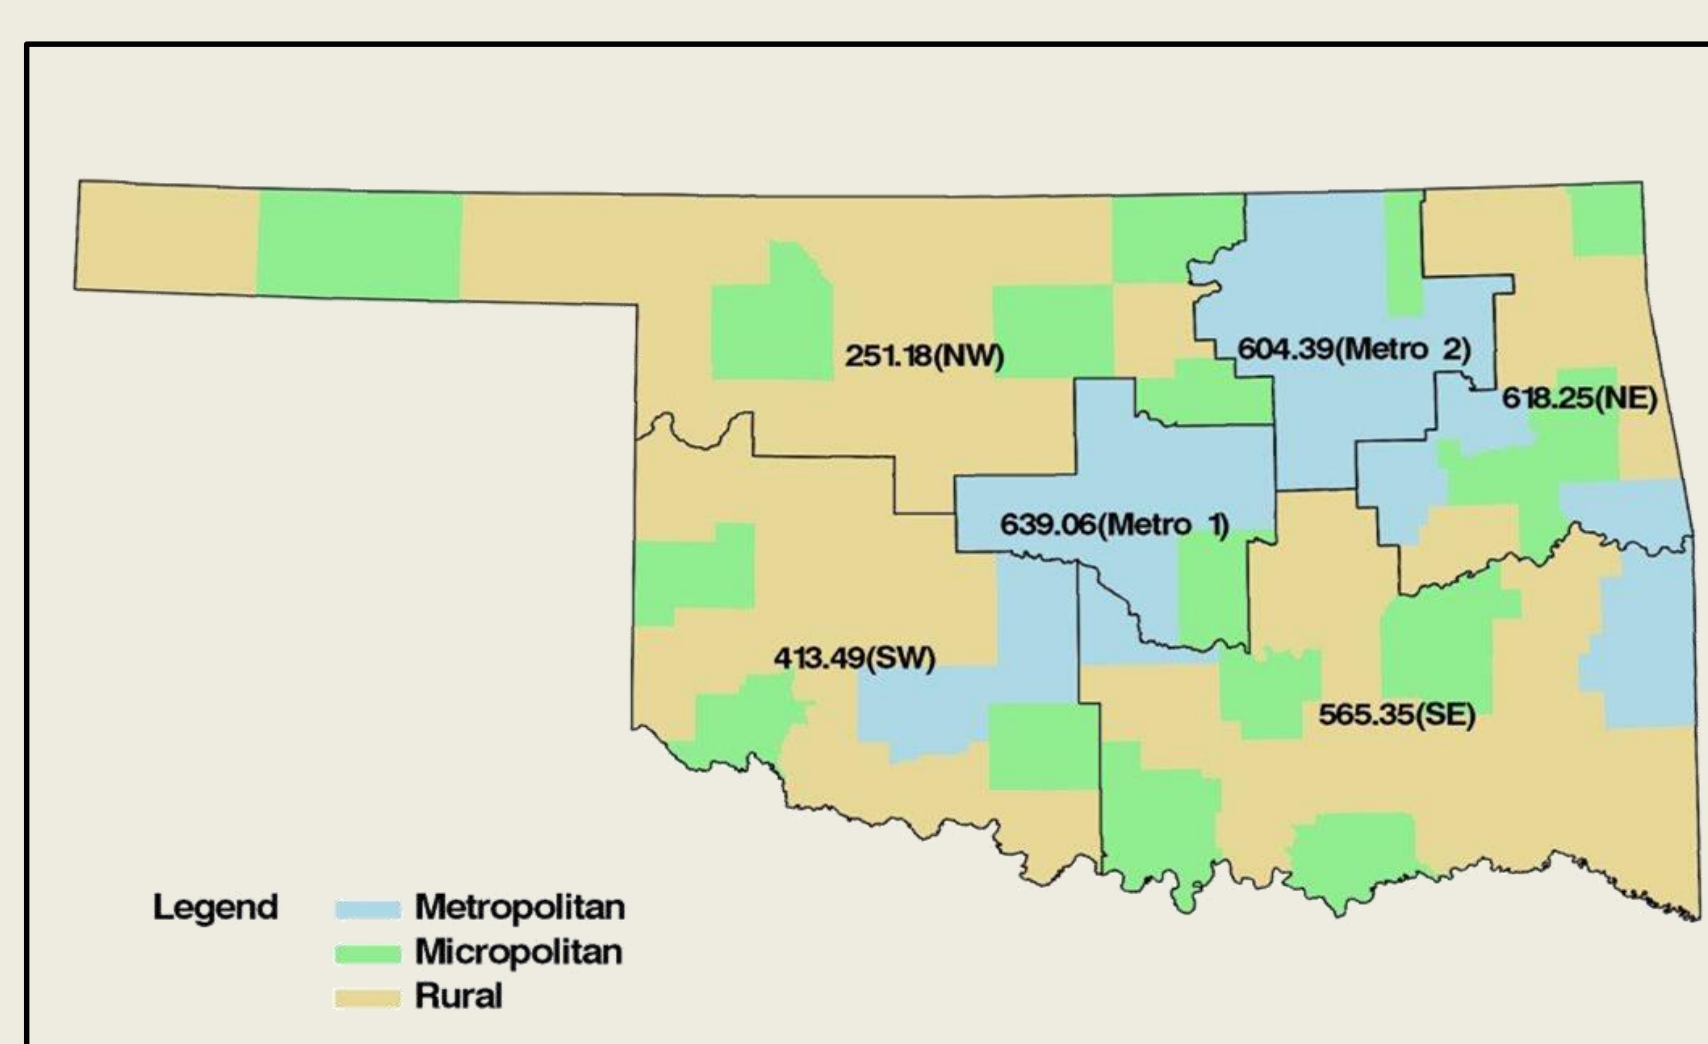 251.18(NW)
604.39(Metro 2)
618.25(NE)
639.06(Metro 1)
413.49(SW)
565.35(SE)
Legend
Metropolitan
Micropolitan
Rural